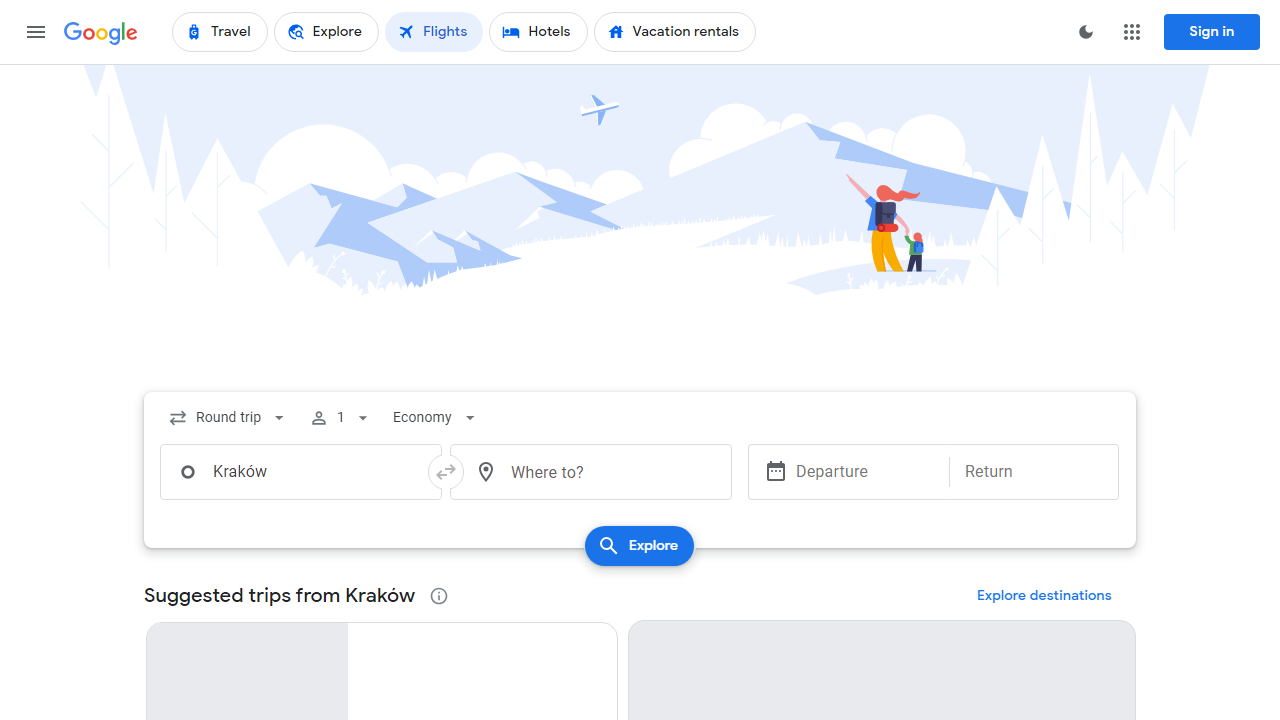 Google Travel Explore Flights Hotels Vacation rentals Sign in
Round trip 1 Economy
Kraków Where to? Departure Return
Explore
Suggested trips from Kraków Explore destinations